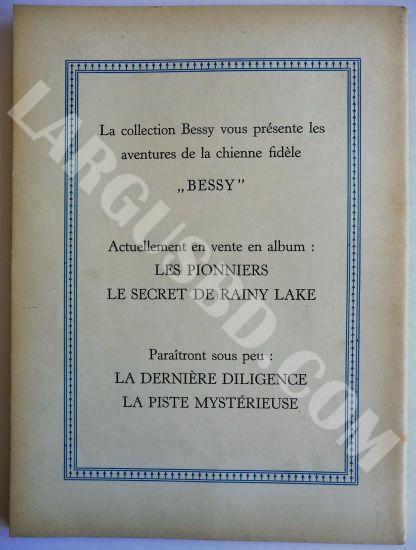 La collection Bessy vous présente les
aventures de la chienne fidèle
„BESSY”
Actuellement en vente en album :
LES PIONNIERS
LE SECRET DE RAINY LAKE
Paraîtront sous peu :
LA DERNIÈRE DILIGENCE
LA PISTE MYSTÉRIEUSE
LARGUSBD.COM